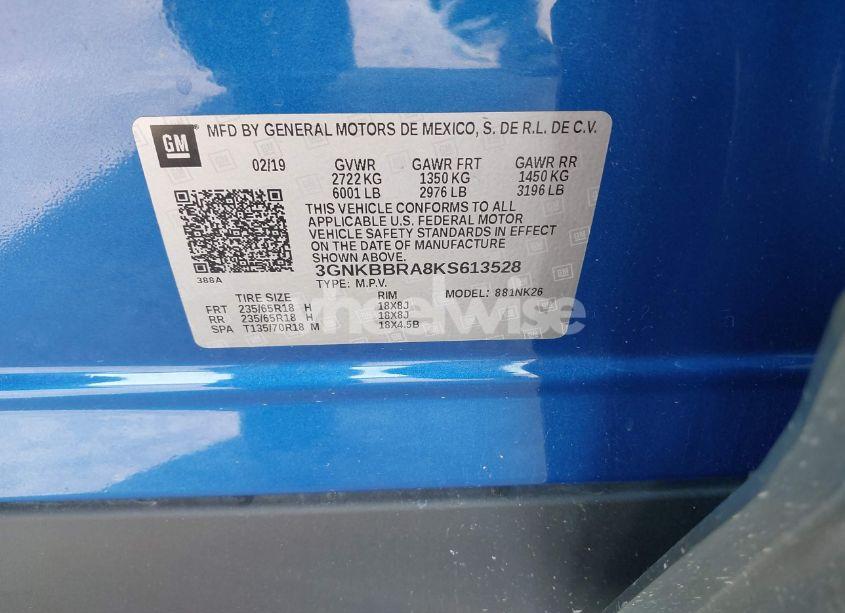 GM
MFD BY GENERAL MOTORS DE MEXICO, S. DE R.L. DE C.V.
02/19 GVWR GAWR FRT GAWR RR
2722 KG 1350 KG 1450 KG
6001 LB 2976 LB 3196 LB
THIS VEHICLE CONFORMS TO ALL
APPLICABLE U.S. FEDERAL MOTOR
VEHICLE SAFETY STANDARDS IN EFFECT
ON THE DATE OF MANUFACTURE
SHOWN ABOVE.
388A
3GNKBBRA8KS613528
TYPE: M.P.V. MODEL: 881NK26
TIRE SIZE RIM
FRT 235/65R18 H 18X8J
RR 235/65R18 H 18X8J
SPA T135/70R18 M 18X4.5B
wheelwise